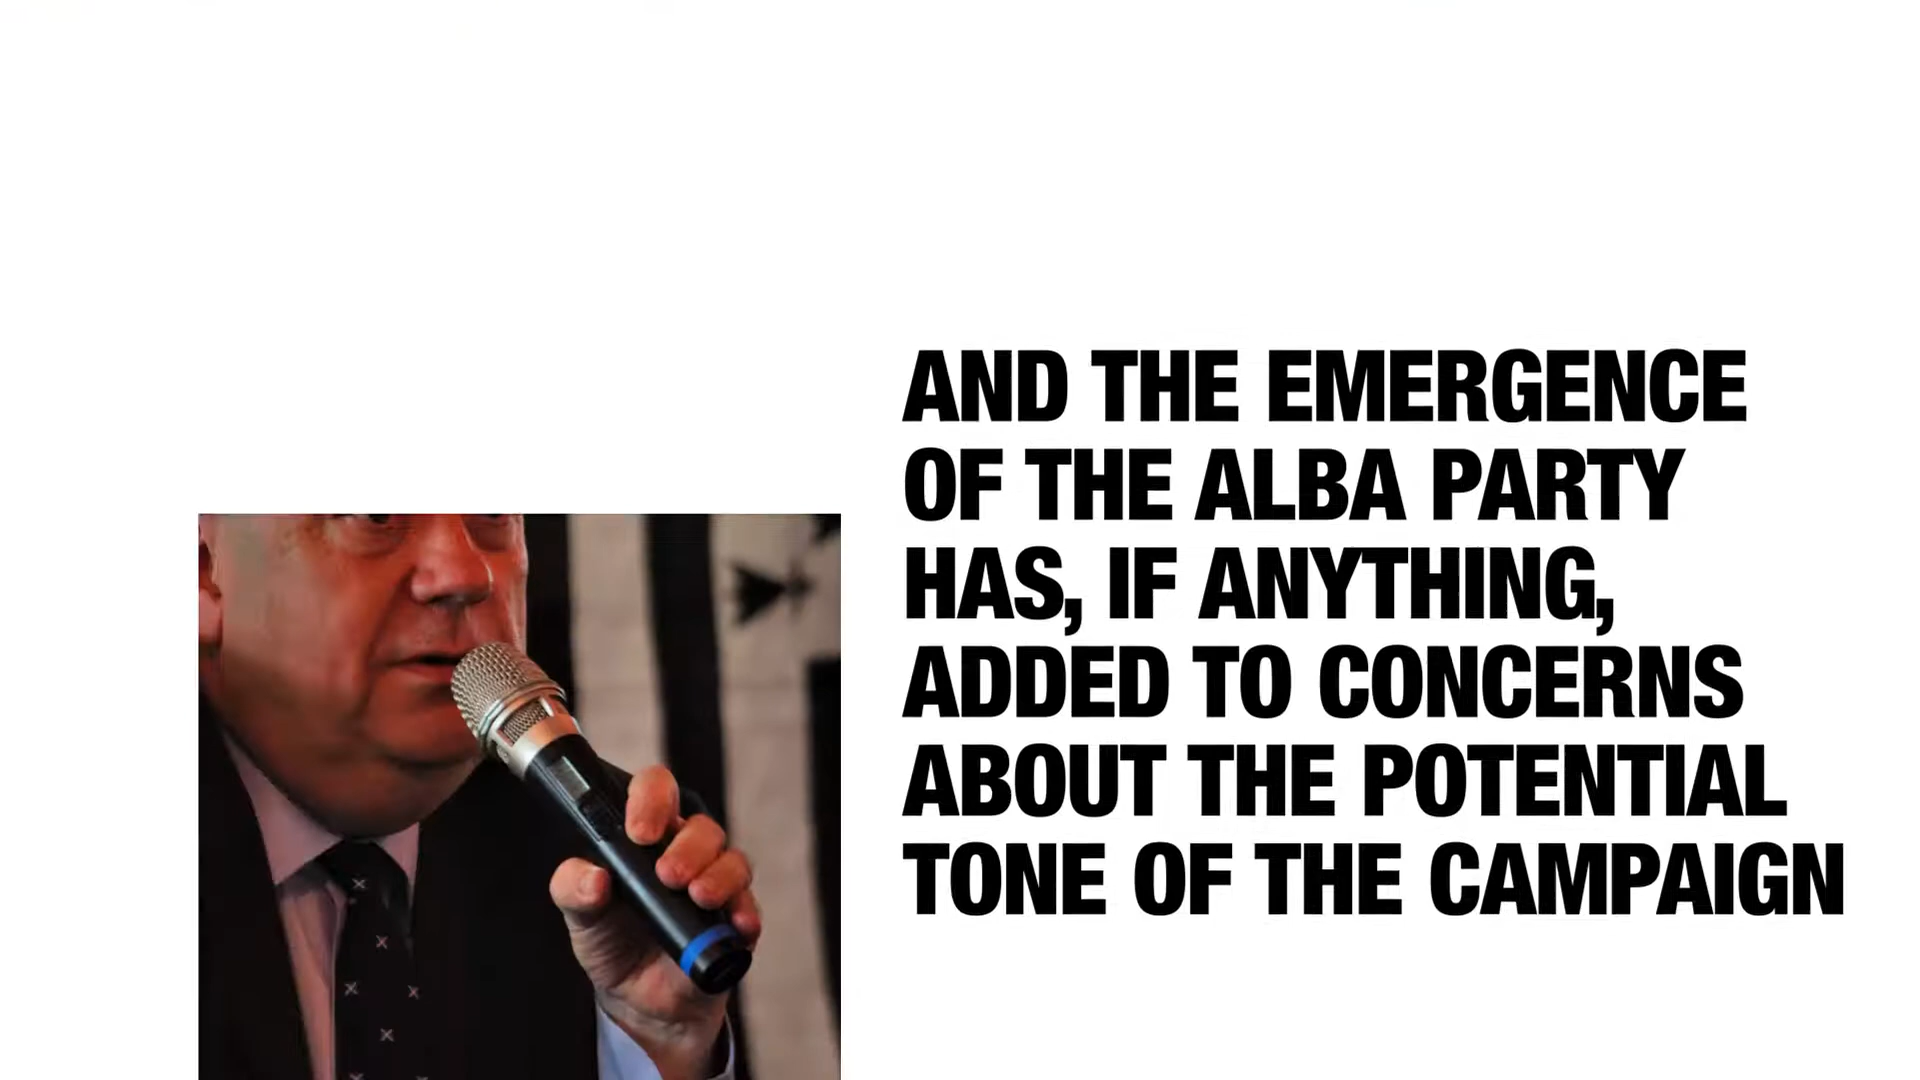 AND THE EMERGENCE
OF THE ALBA PARTY
HAS, IF ANYTHING,
ADDED TO CONCERNS
ABOUT THE POTENTIAL
TONE OF THE CAMPAIGN